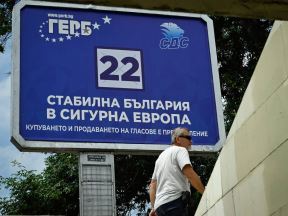 www.gerb.bg
ГЕРБ
СДС
22
СТАБИЛНА БЪЛГАРИЯ
В СИГУРНА ЕВРОПА
КУПУВАНЕТО И ПРОДАВАНЕТО НА ГЛАСОВЕ Е ПРЕСТЪПЛЕНИЕ